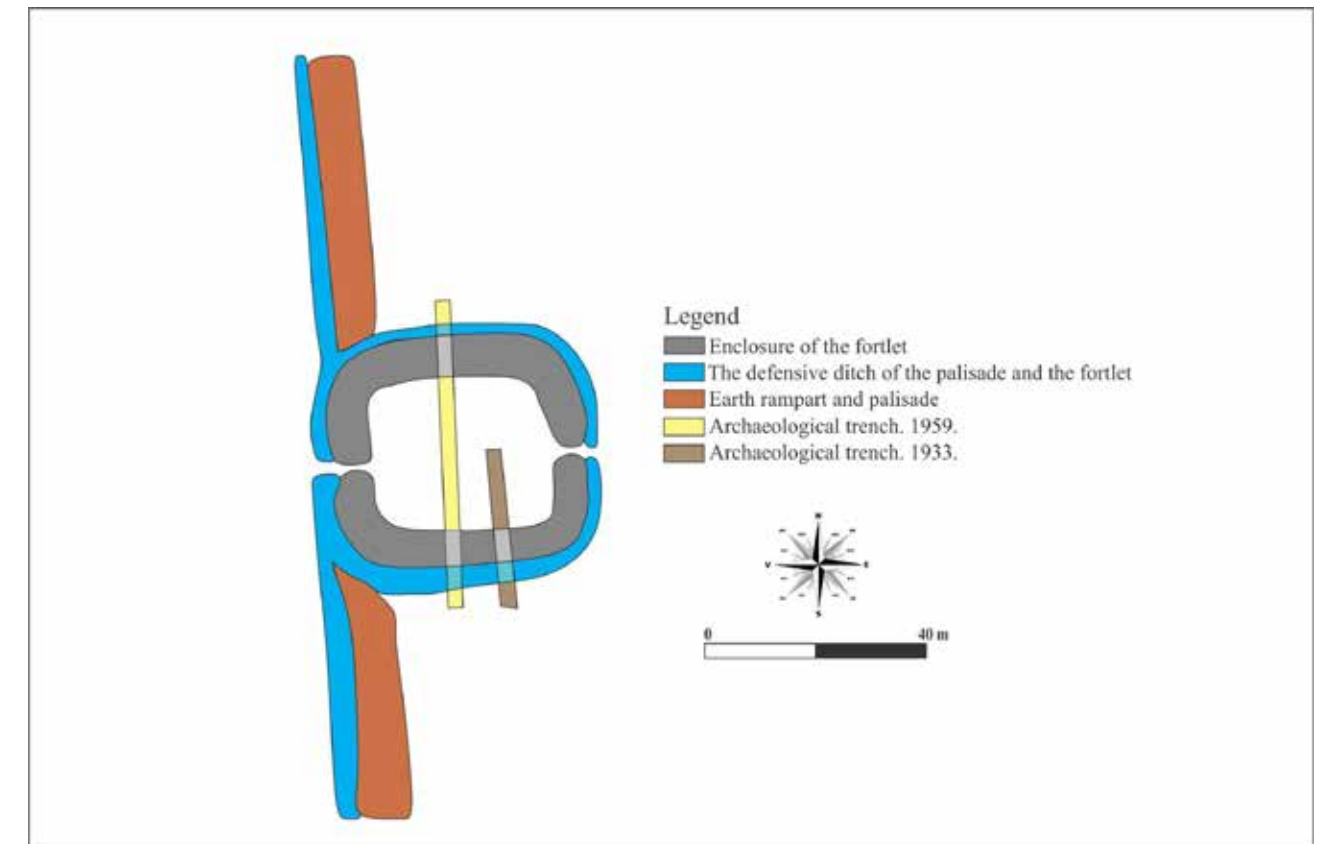 Legend
Enclosure of the fortlet
The defensive ditch of the palisade and the fortlet
Earth rampart and palisade
Archaeological trench. 1959.
Archaeological trench. 1933.
N
V
E
S
0 40 m